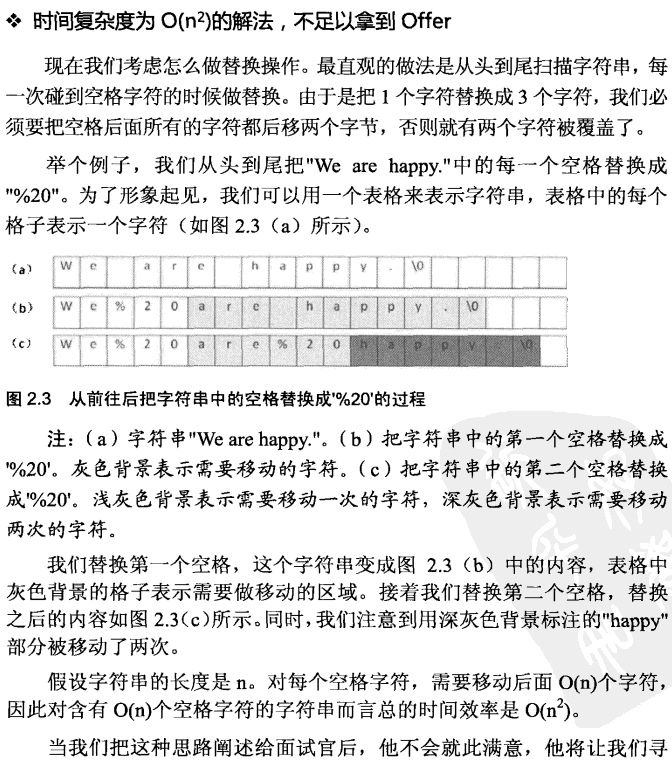 ❖ 时间复杂度为 O(n²)的解法，不足以拿到 Offer
现在我们考虑怎么做替换操作。最直观的做法是从头到尾扫描字符串，每
一次碰到空格字符的时候做替换。由于是把 1 个字符替换成 3 个字符，我们必
须要把空格后面所有的字符都后移两个字节，否则就有两个字符被覆盖了。
举个例子，我们从头到尾把"We are happy."中的每一个空格替换成
"%20"。为了形象起见，我们可以用一个表格来表示字符串，表格中的每个
格子表示一个字符（如图 2.3（a）所示）。
(a) W e a r e h a p p y . \0
(b) W e % 2 0 a r e h a p p y . \0
(c) W e % 2 0 a r e % 2 0 h a p p y . \0
图 2.3 从前往后把字符串中的空格替换成'%20'的过程
注：（a）字符串"We are happy."。（b）把字符串中的第一个空格替换成
'%20'。灰色背景表示需要移动的字符。（c）把字符串中的第二个空格替换
成'%20'。浅灰色背景表示需要移动一次的字符，深灰色背景表示需要移动
两次的字符。
我们替换第一个空格，这个字符串变成图 2.3（b）中的内容，表格中
灰色背景的格子表示需要做移动的区域。接着我们替换第二个空格，替换
之后的内容如图 2.3（c）所示。同时，我们注意到用深灰色背景标注的"happy"
部分被移动了两次。
假设字符串的长度是 n。对每个空格字符，需要移动后面 O(n)个字符，
因此对含有 O(n)个空格字符的字符串而言总的时间效率是 O(n²)。
当我们把这种思路阐述给面试官后，他不会就此满意，他将让我们寻